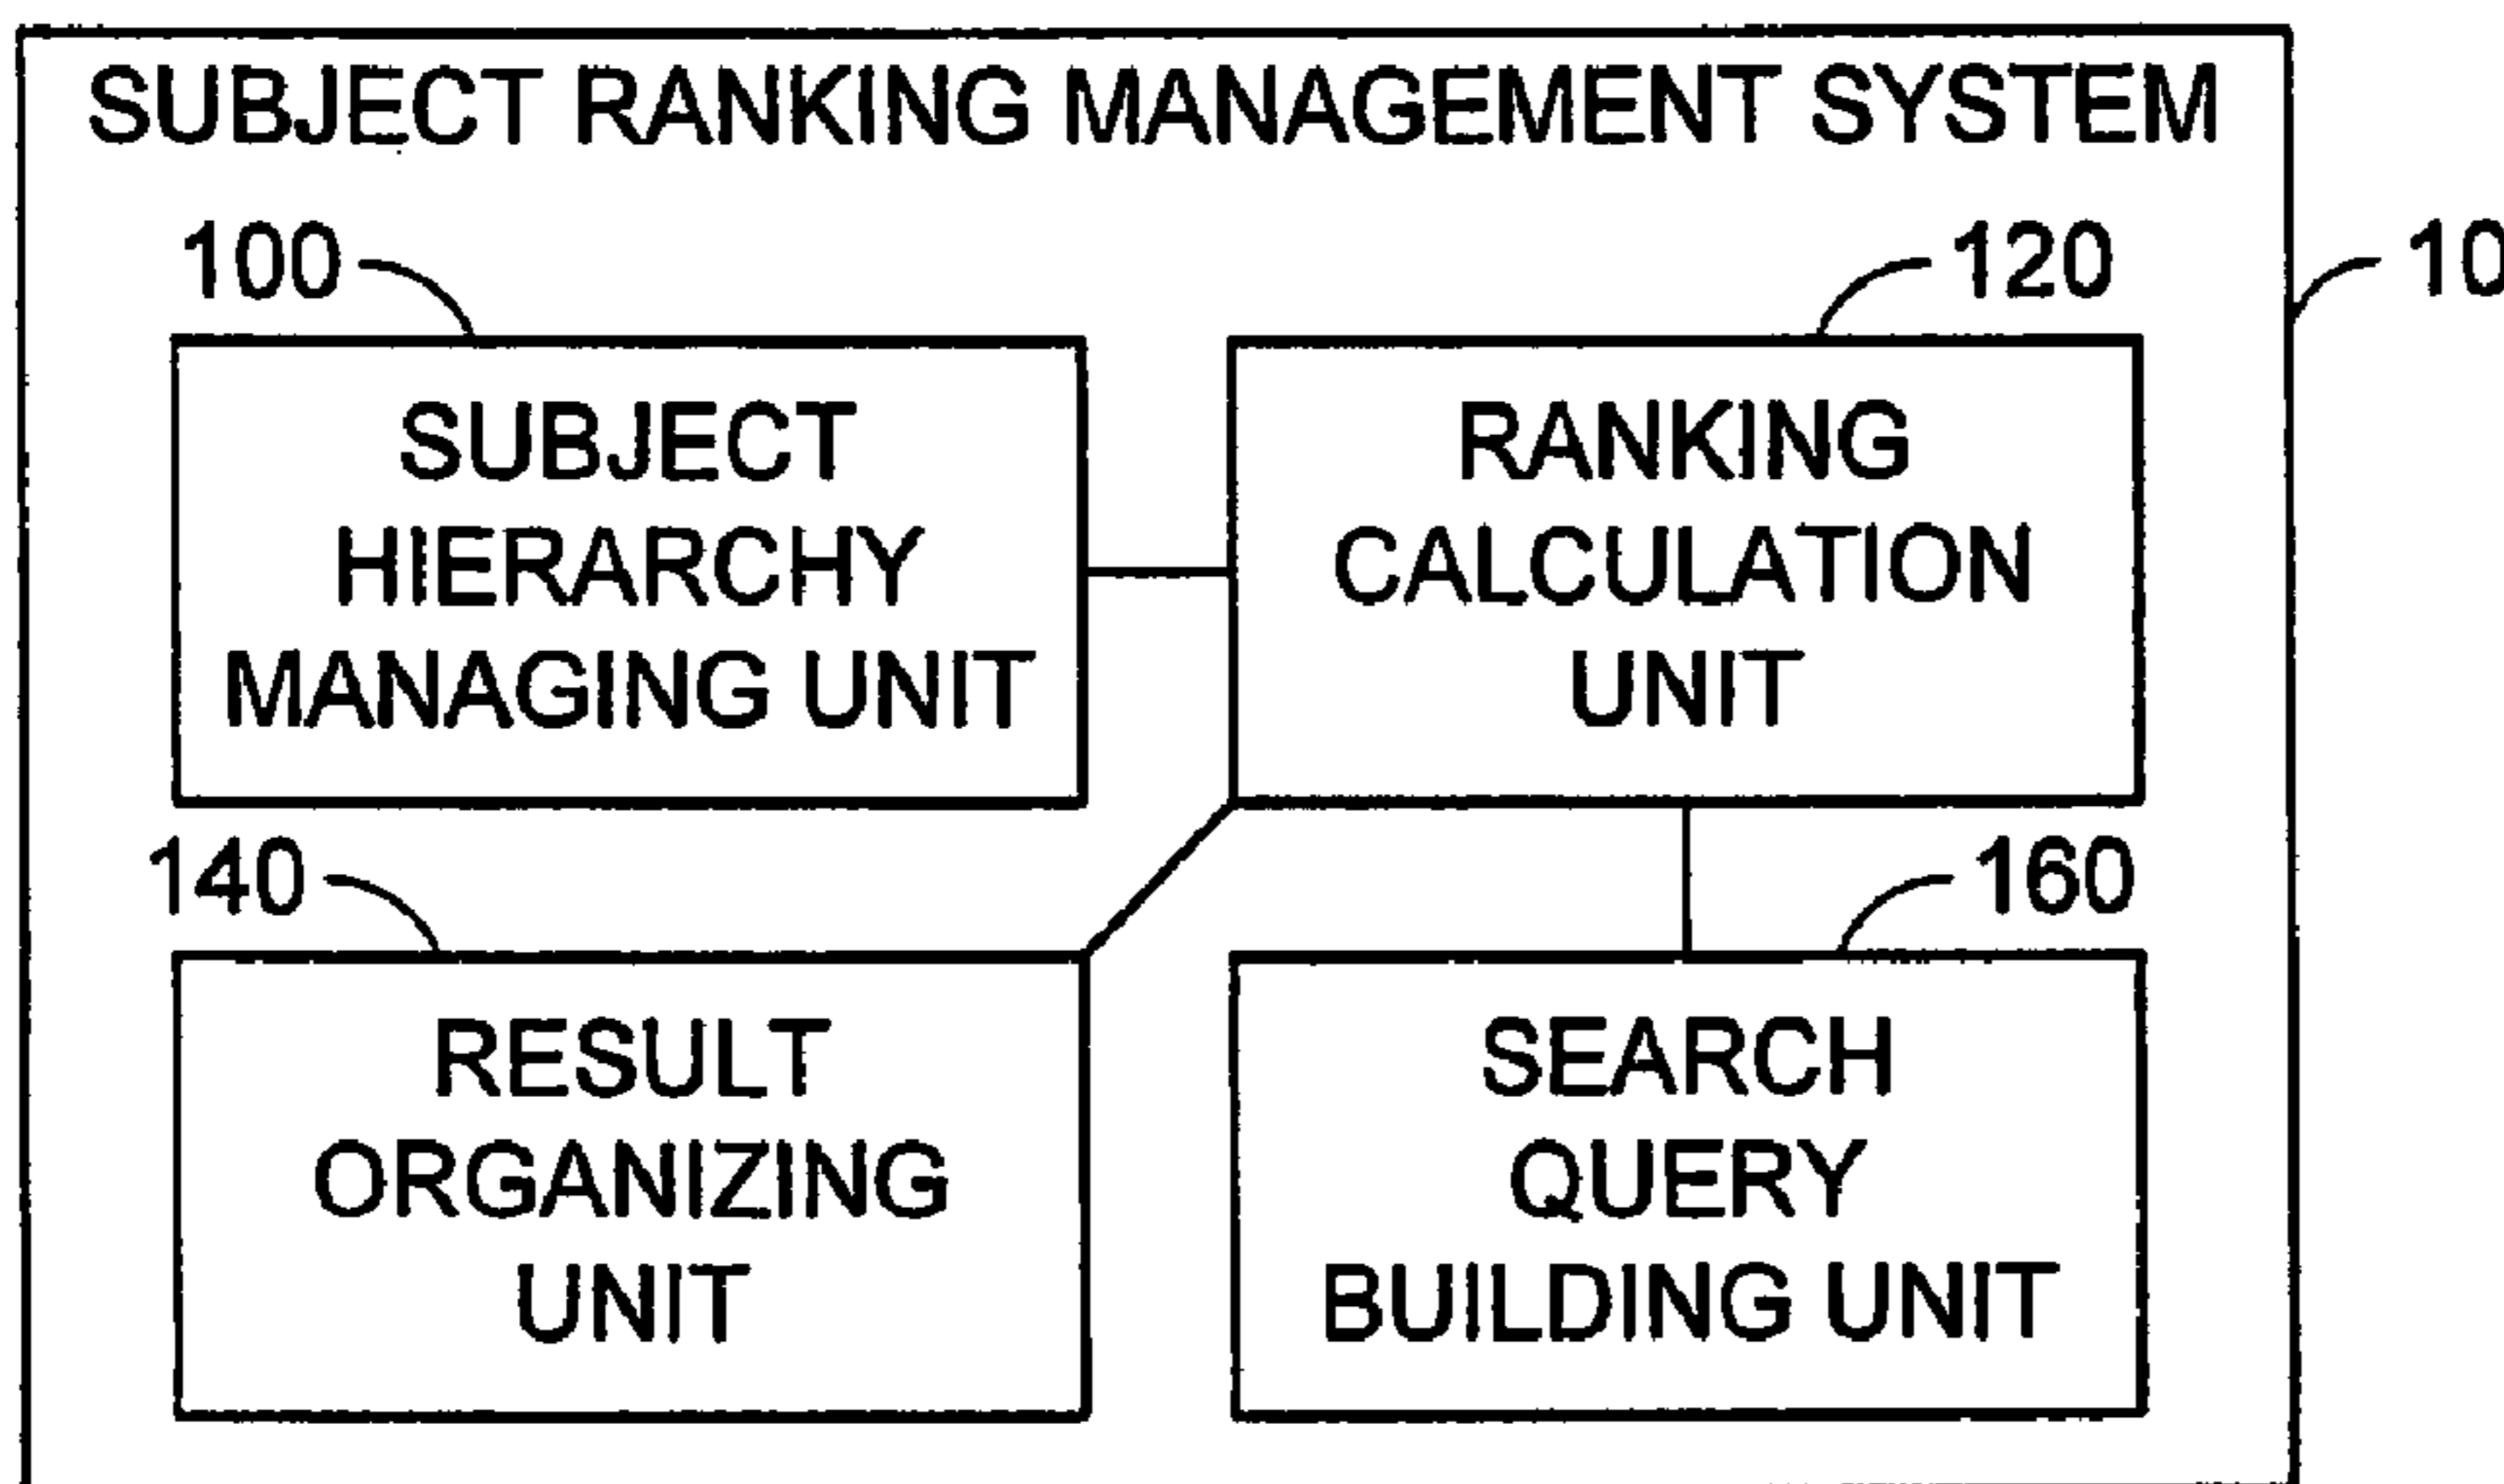 SUBJECT RANKING MANAGEMENT SYSTEM
100
120
10
SUBJECT
HIERARCHY
MANAGING UNIT
RANKING
CALCULATION
UNIT
140
160
RESULT
ORGANIZING
UNIT
SEARCH
QUERY
BUILDING UNIT